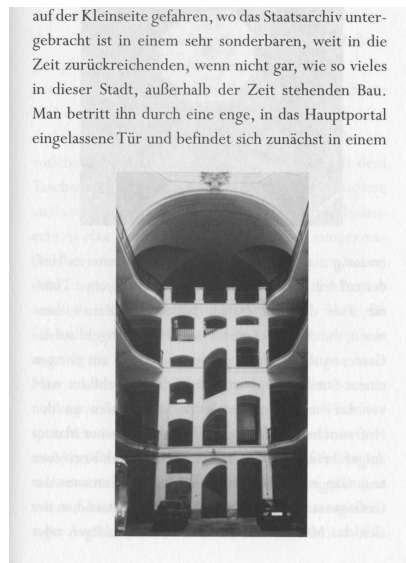 auf der Kleinseite gefahren, wo das Staatsarchiv unter-
gebracht ist in einem sehr sonderbaren, weit in die
Zeit zurückreichenden, wenn nicht gar, wie so vieles
in dieser Stadt, außerhalb der Zeit stehenden Bau.
Man betritt ihn durch eine enge, in das Hauptportal
eingelassene Tür und befindet sich zunächst in einem